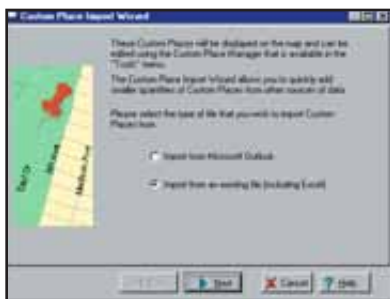 Custom Place Import Wizard
These Custom Places will be displayed on the map and can be
edited using the Custom Place Manager that is available in the
"Tools" menu.
The Custom Place Import Wizard allows you to quickly add
smaller quantities of Custom Places from other sources of data.
Please select the type of file that you wish to import Custom
Places from.
Import from Microsoft Outlook
Import from an existing file (including Excel)
Next
Cancel
Help